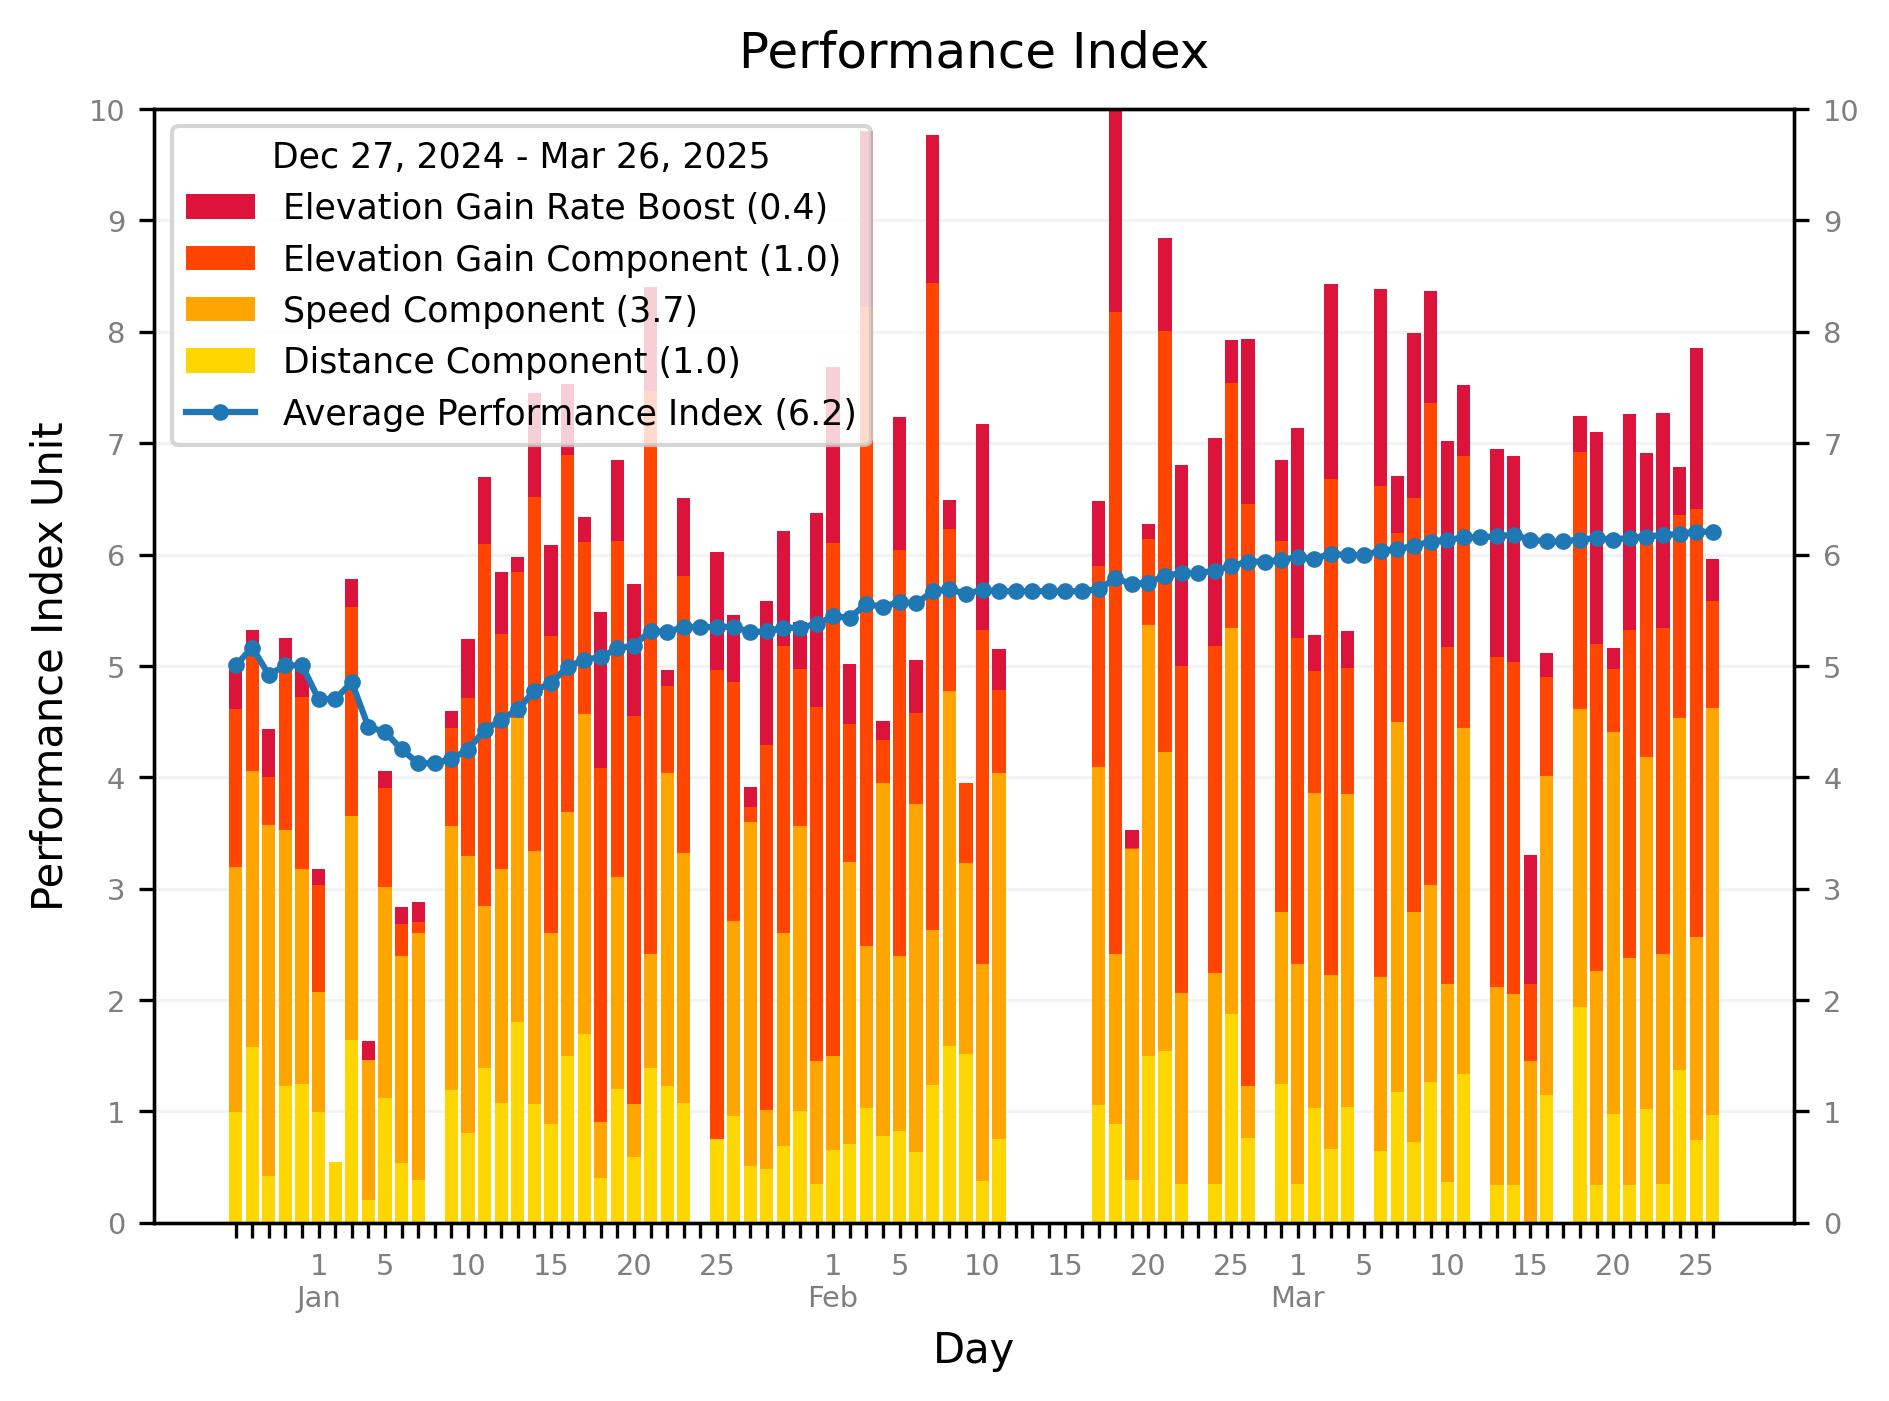 Performance Index
Dec 27, 2024 - Mar 26, 2025
Elevation Gain Rate Boost (0.4)
Elevation Gain Component (1.0)
Speed Component (3.7)
Distance Component (1.0)
Average Performance Index (6.2)
Performance Index Unit
10 10
9 9
8 8
7 7
6 6
5 5
4 4
3 3
2 2
1 1
0 0
1 5 10 15 20 25 1 5 10 15 20 25 1 5 10 15 20 25
Jan Feb Mar
Day